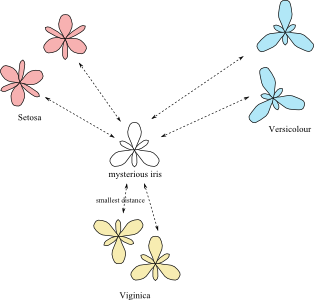 Setosa
Versicolour
mysterious iris
smallest distance
Viginica